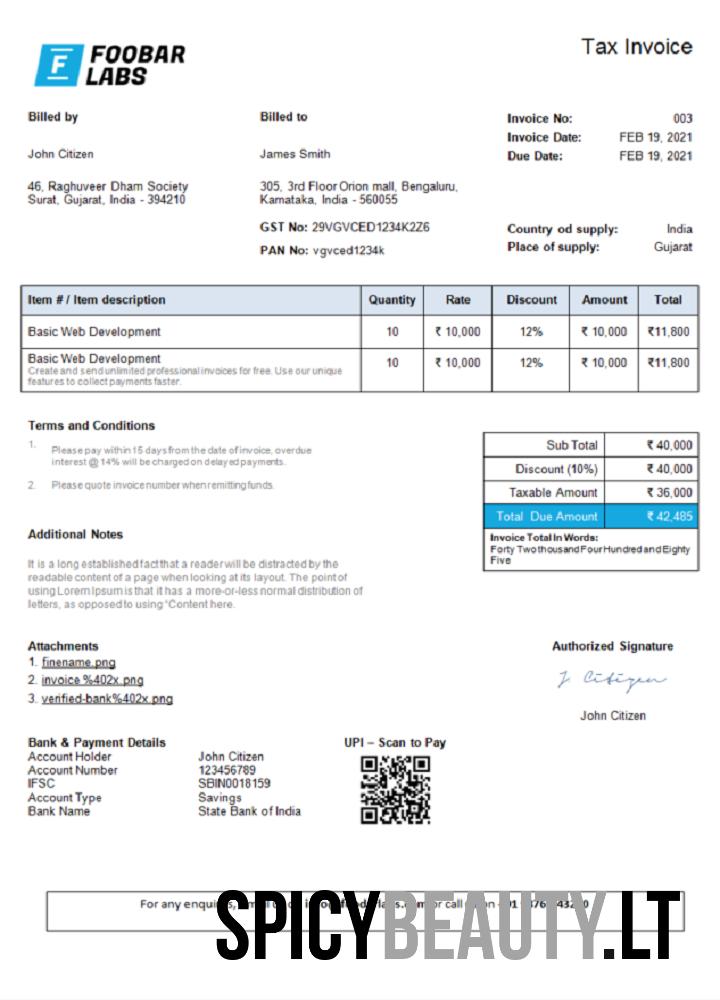 FOOBAR
LABS
Tax Invoice
Billed by
Billed to
Invoice No: 003
Invoice Date: FEB 19, 2021
John Citizen
James Smith
Due Date: FEB 19, 2021
46, Raghuveer Dham Society
Surat, Gujarat, India - 394210
305, 3rd Floor Orion mall, Bengaluru,
Karnataka, India - 560055
GST No: 29VGVCED1234K2Z6
PAN No: vgvced1234k
Country od supply: India
Place of supply: Gujarat
Item # / Item description Quantity Rate Discount Amount Total
Basic Web Development 10 ₹ 10,000 12% ₹ 10,000 ₹11,800
Basic Web Development 10 ₹ 10,000 12% ₹ 10,000 ₹11,800
Create and send unlimited professional invoices for free. Use our unique
features to collect payments faster.
Terms and Conditions
1. Please pay within 15 days from the date of invoice, overdue
interest @ 14% will be charged on delayed payments.
2. Please quote invoice number when remitting funds.
Sub Total ₹ 40,000
Discount (10%) ₹ 40,000
Taxable Amount ₹ 36,000
Total Due Amount ₹ 42,485
Invoice Total In Words:
Forty Two thousand Four Hundred and Eighty
Five
Additional Notes
It is a long established fact that a reader will be distracted by the
readable content of a page when looking at its layout. The point of
using Lorem Ipsum is that it has a more-or-less normal distribution of
letters, as opposed to using 'Content here.
Attachments
1. finename.png
2. invoice %402x.png
3. verified-bank%402x.png
Authorized Signature
J Citizen
John Citizen
Bank & Payment Details
Account Holder John Citizen
Account Number 123456789
IFSC SBIN0018159
Account Type Savings
Bank Name State Bank of India
UPI – Scan to Pay
For any or call on
SPICYBEAUTY.LT